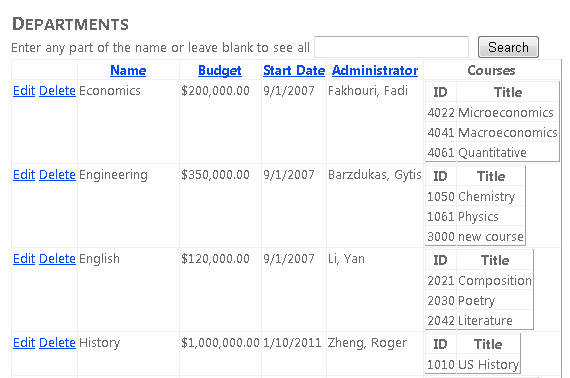 DEPARTMENTS
Enter any part of the name or leave blank to see all Search
Name Budget Start Date Administrator Courses
Edit Delete Economics $200,000.00 9/1/2007 Fakhouri, Fadi ID Title
4022 Microeconomics
4041 Macroeconomics
4061 Quantitative
Edit Delete Engineering $350,000.00 9/1/2007 Barzdukas, Gytis ID Title
1050 Chemistry
1061 Physics
3000 new course
Edit Delete English $120,000.00 9/1/2007 Li, Yan ID Title
2021 Composition
2030 Poetry
2042 Literature
Edit Delete History $1,000,000.00 1/10/2011 Zheng, Roger ID Title
1010 US History